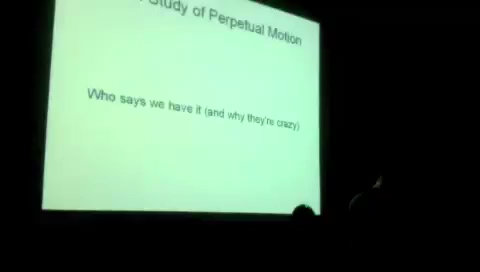 Study of Perpetual Motion
Who says we have it (and why they're crazy)